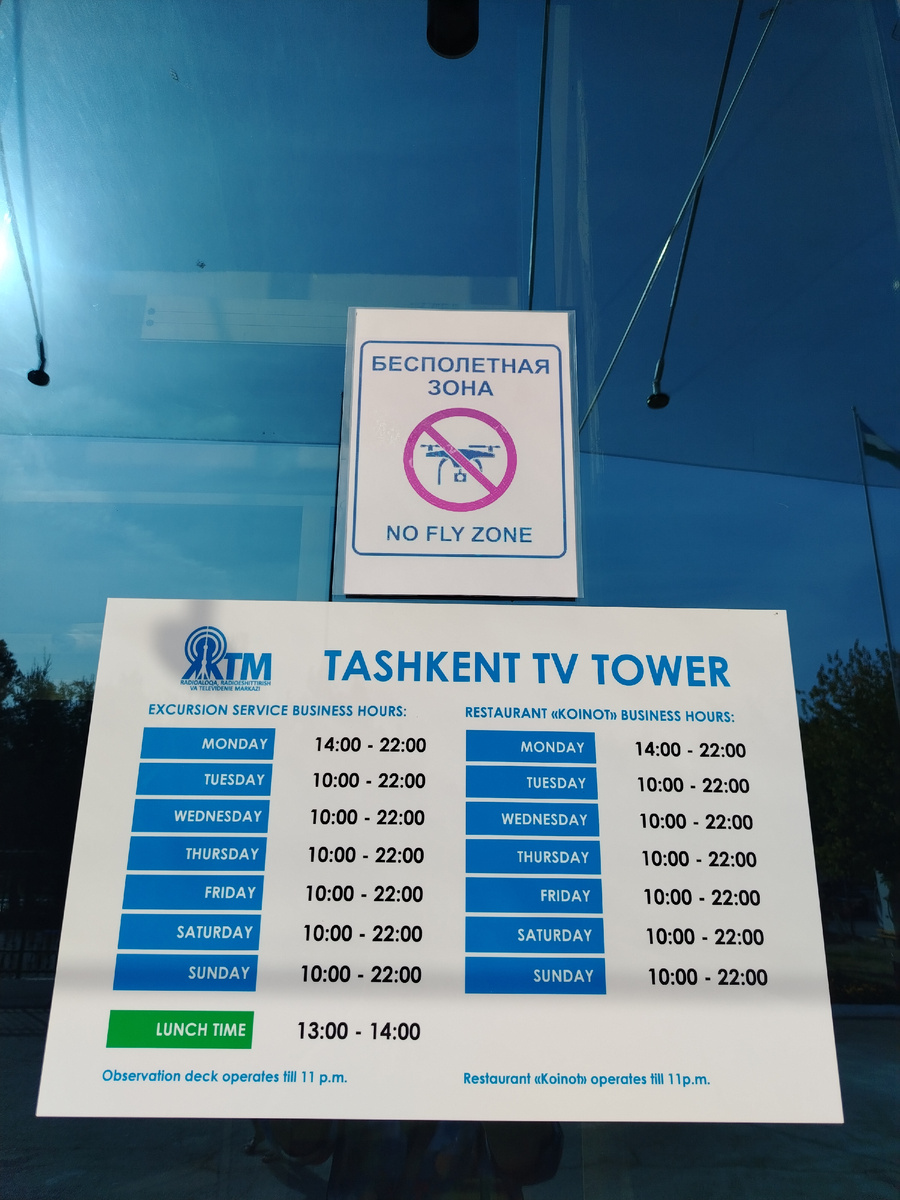 БЕСПОЛЕТНАЯ
ЗОНА
NO FLY ZONE
TM
RADIOALOQA, RADIOESHITTIRISH
VA TELEVIDENIE MARKAZI
TASHKENT TV TOWER
EXCURSION SERVICE BUSINESS HOURS:
MONDAY 14:00 - 22:00
TUESDAY 10:00 - 22:00
WEDNESDAY 10:00 - 22:00
THURSDAY 10:00 - 22:00
FRIDAY 10:00 - 22:00
SATURDAY 10:00 - 22:00
SUNDAY 10:00 - 22:00
LUNCH TIME 13:00 - 14:00
Observation deck operates till 11 p.m.
RESTAURANT «KOINOT» BUSINESS HOURS:
MONDAY 14:00 - 22:00
TUESDAY 10:00 - 22:00
WEDNESDAY 10:00 - 22:00
THURSDAY 10:00 - 22:00
FRIDAY 10:00 - 22:00
SATURDAY 10:00 - 22:00
SUNDAY 10:00 - 22:00
Restaurant «Koinot» operates till 11p.m.